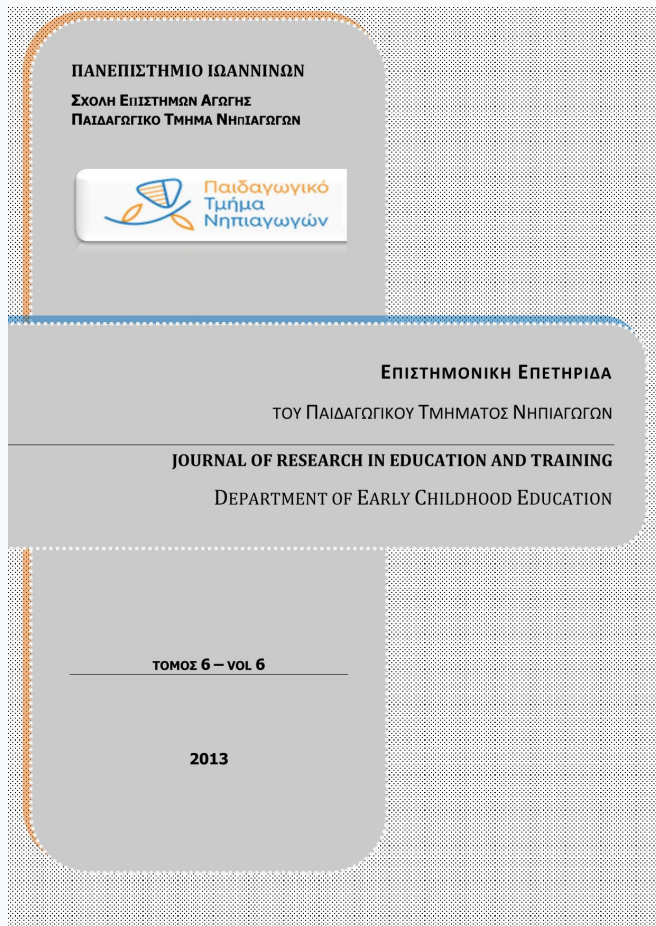 ΠΑΝΕΠΙΣΤΗΜΙΟ ΙΩΑΝΝΙΝΩΝ
ΣΧΟΛΗ ΕΠΙΣΤΗΜΩΝ ΑΓΩΓΗΣ
ΠΑΙΔΑΓΩΓΙΚΟ ΤΜΗΜΑ ΝΗΠΙΑΓΩΓΩΝ
Παιδαγωγικό
Τμήμα
Νηπιαγωγών
ΕΠΙΣΤΗΜΟΝΙΚΗ ΕΠΕΤΗΡΙΔΑ
ΤΟΥ ΠΑΙΔΑΓΩΓΙΚΟΥ ΤΜΗΜΑΤΟΣ ΝΗΠΙΑΓΩΓΩΝ
JOURNAL OF RESEARCH IN EDUCATION AND TRAINING
DEPARTMENT OF EARLY CHILDHOOD EDUCATION
ΤΟΜΟΣ 6 – VOL 6
2013